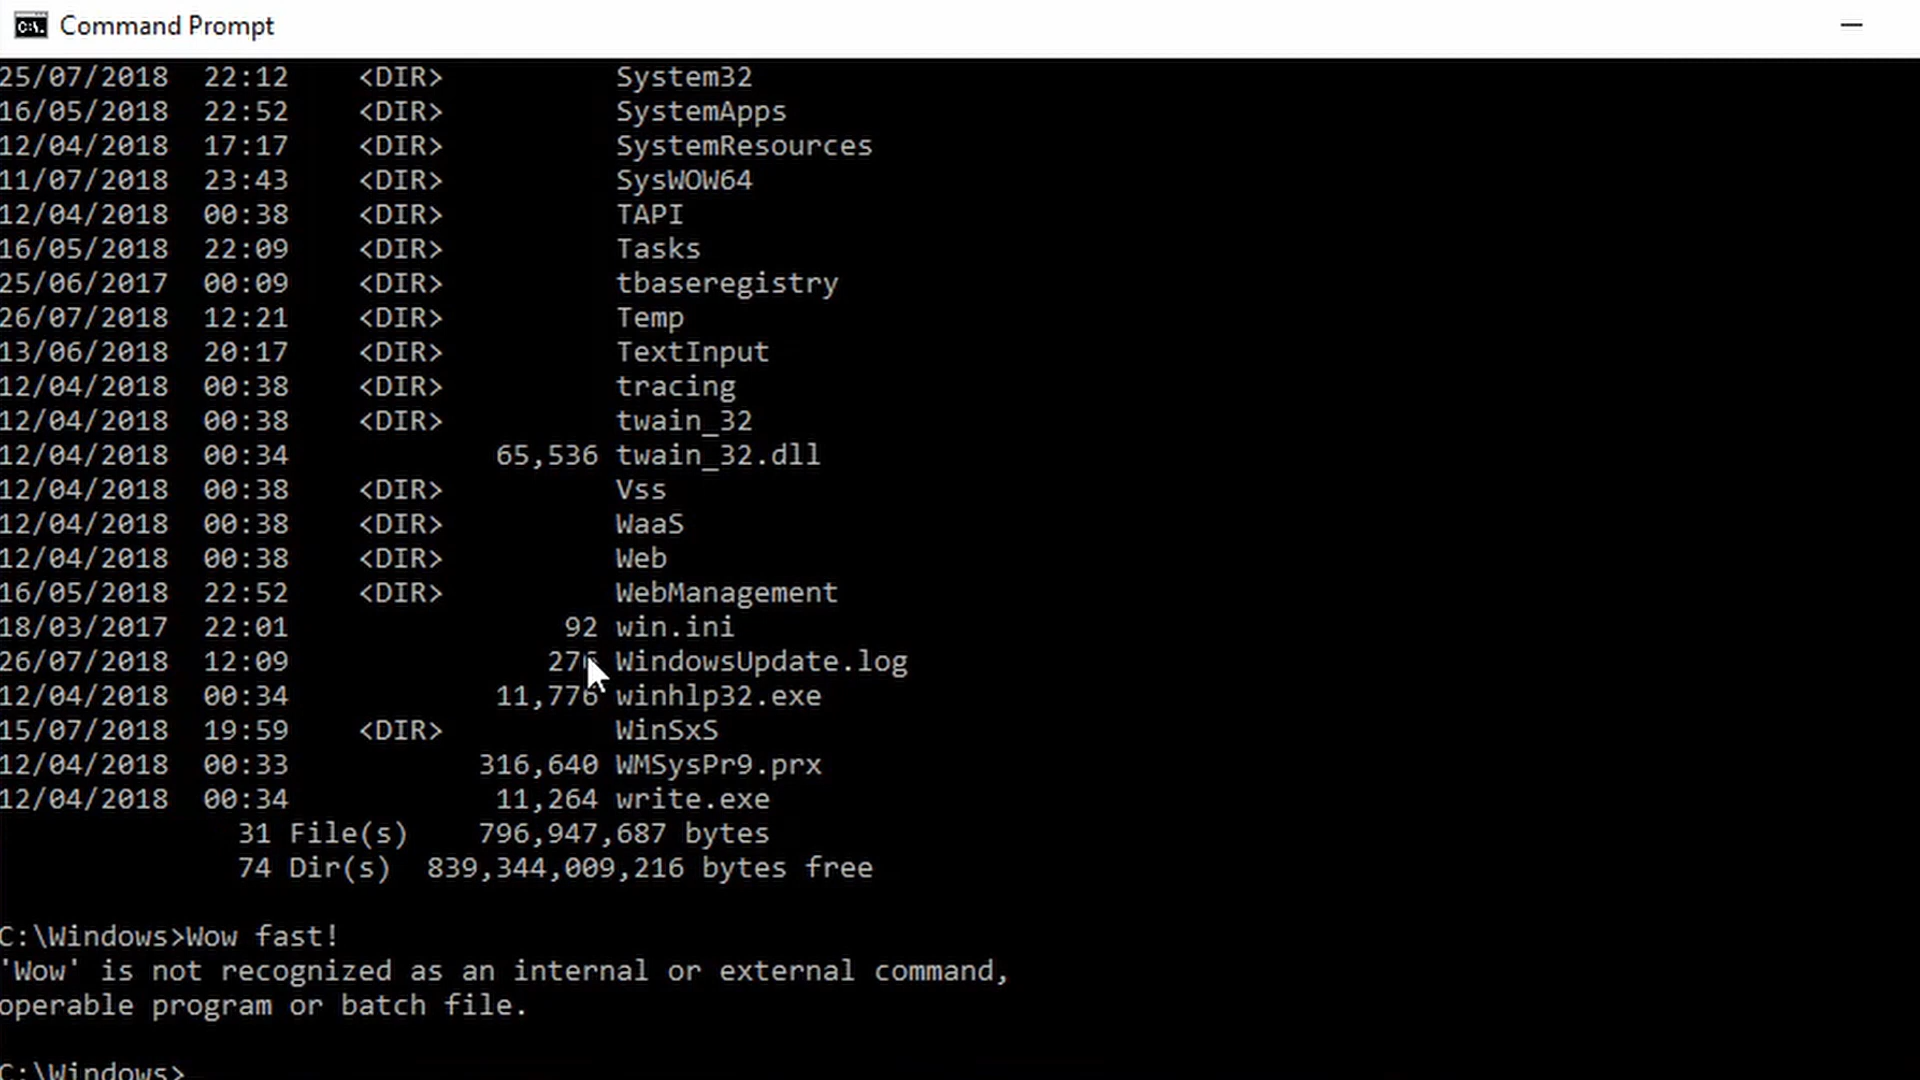 Command Prompt
25/07/2018 22:12 <DIR> System32
16/05/2018 22:52 <DIR> SystemApps
12/04/2018 17:17 <DIR> SystemResources
11/07/2018 23:43 <DIR> SysWOW64
12/04/2018 00:38 <DIR> TAPI
16/05/2018 22:09 <DIR> Tasks
25/06/2017 00:09 <DIR> tbaseregistry
26/07/2018 12:21 <DIR> Temp
13/06/2018 20:17 <DIR> TextInput
12/04/2018 00:38 <DIR> tracing
12/04/2018 00:38 <DIR> twain_32
12/04/2018 00:34 65,536 twain_32.dll
12/04/2018 00:38 <DIR> Vss
12/04/2018 00:38 <DIR> WaaS
12/04/2018 00:38 <DIR> Web
16/05/2018 22:52 <DIR> WebManagement
18/03/2017 22:01 92 win.ini
26/07/2018 12:09 276 WindowsUpdate.log
12/04/2018 00:34 11,776 winhlp32.exe
15/07/2018 19:59 <DIR> WinSxS
12/04/2018 00:33 316,640 WMSysPr9.prx
12/04/2018 00:34 11,264 write.exe
31 File(s) 796,947,687 bytes
74 Dir(s) 839,344,009,216 bytes free
C:\Windows>Wow fast!
'Wow' is not recognized as an internal or external command,
operable program or batch file.
C:\Windows>